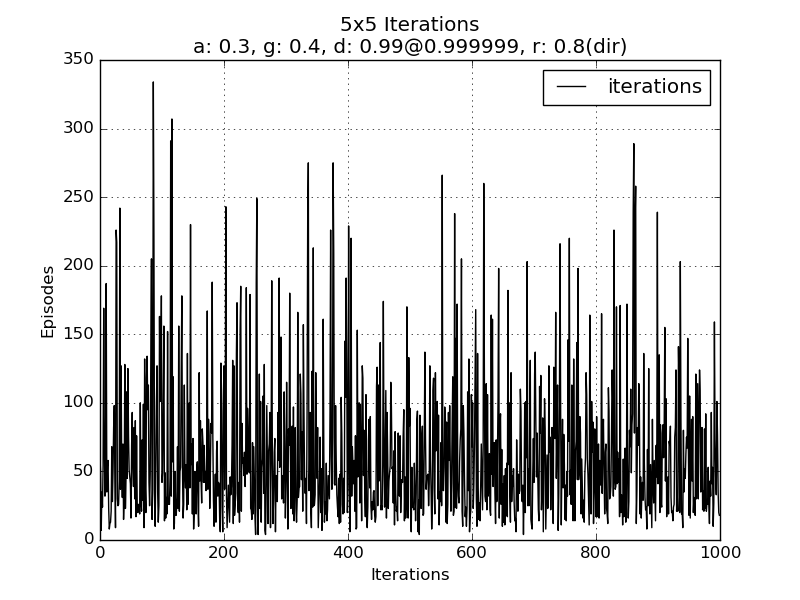 5x5 Iterations
a: 0.3, g: 0.4, d: 0.99@0.999999, r: 0.8(dir)
iterations
350
300
250
200
150
100
50
0
Episodes
0 200 400 600 800 1000
Iterations